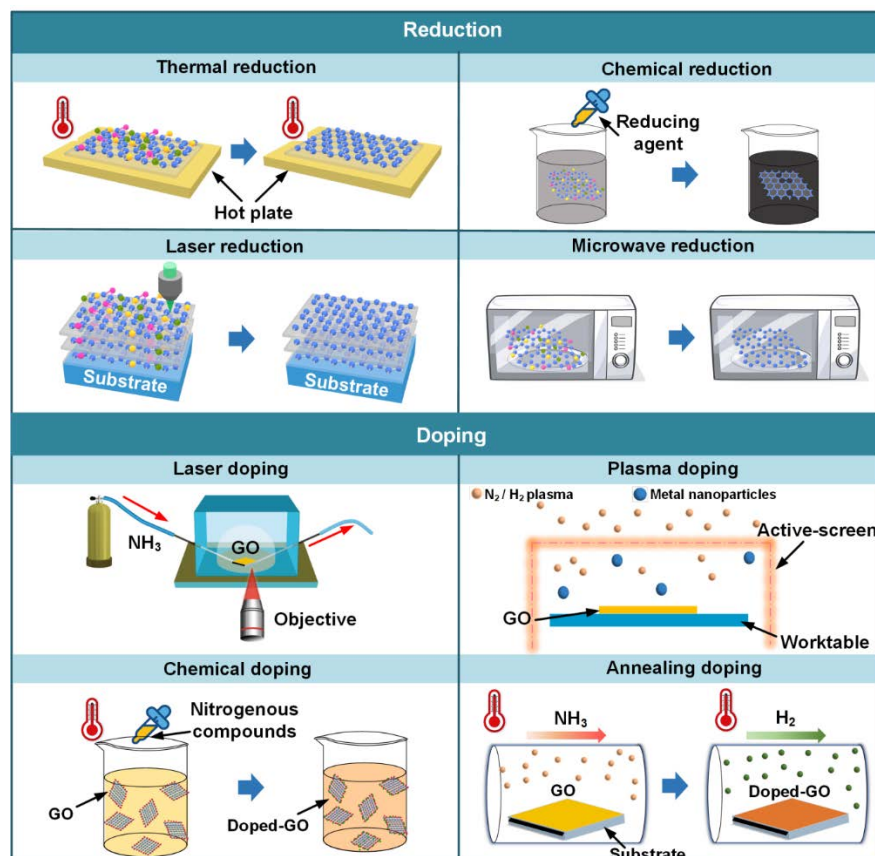 Reduction
Thermal reduction
Hot plate
Chemical reduction
Reducing
agent
Laser reduction
Substrate
Substrate
Microwave reduction
Doping
Laser doping
NH3
GO
Objective
Plasma doping
N2 / H2 plasma
Metal nanoparticles
Active-screen
GO
Worktable
Chemical doping
Nitrogenous
compounds
GO
Doped-GO
Annealing doping
NH3
GO
Substrate
H2
Doped-GO